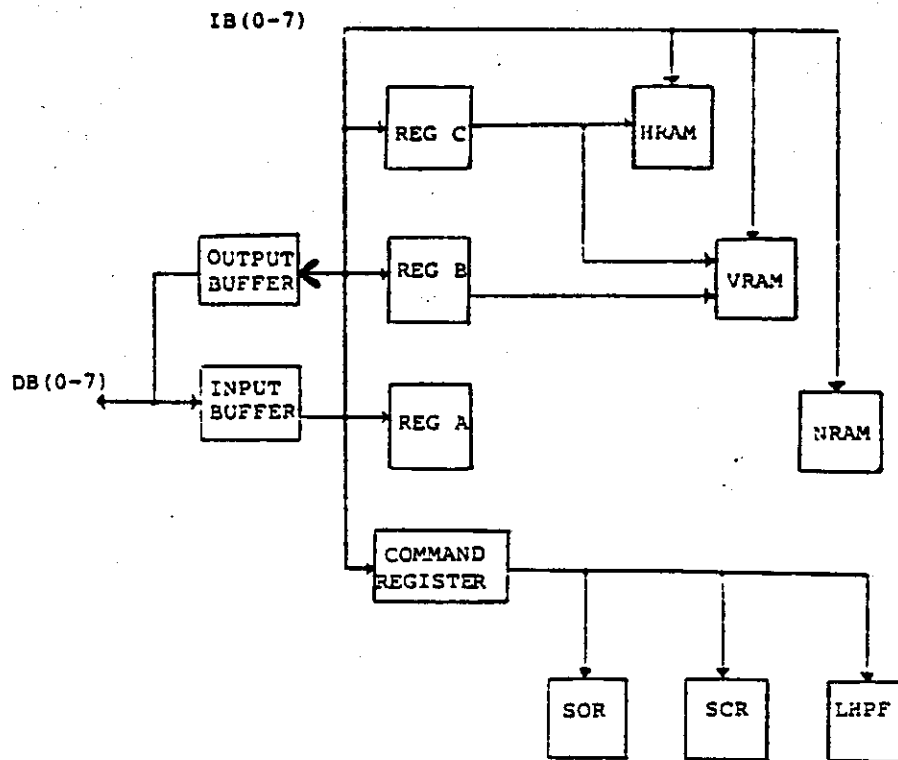 IB(0-7)
REG C
HRAM
OUTPUT
BUFFER
REG B
VRAM
DB(0-7)
INPUT
BUFFER
REG A
NRAM
COMMAND
REGISTER
SOR
SCR
LHPF